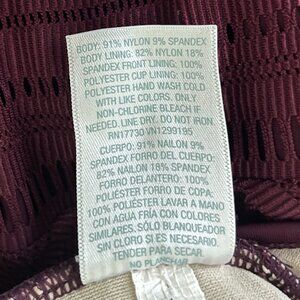 BODY: 91% NYLON 9% SPANDEX
BODY LINING: 82% NYLON 18%
SPANDEX FRONT LINING: 100%
POLYESTER CUP LINING: 100%
POLYESTER HAND WASH COLD
WITH LIKE COLORS. ONLY
NON-CHLORINE BLEACH IF
NEEDED. LINE DRY. DO NOT IRON
RN17730 VN1299195
CUERPO: 91% NAILON 9%
SPANDEX FORRO DEL CUERPO:
82% NAILON 18% SPANDEX
FORRO DELANTERO: 100%
POLIÉSTER FORRO DE COPA:
100% POLIÉSTER LAVAR A MANO
CON AGUA FRÍA CON COLORES
SIMILARES. SÓLO BLANQUEADOR
SIN CLORO SI ES NECESARIO.
TENDER PARA SECAR.
NO PLANCHAR